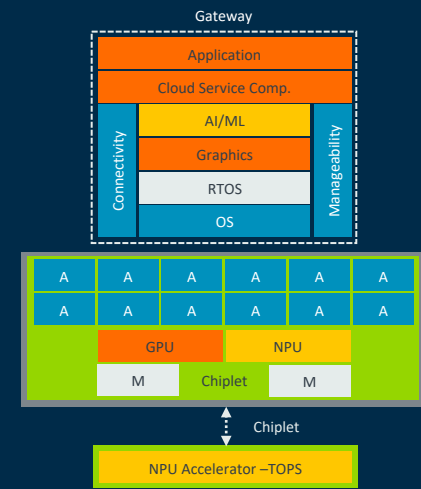 Gateway
Application
Cloud Service Comp.
Connectivity
AI/ML
Manageability
Graphics
RTOS
OS
A A A A A A
A A A A A A
GPU NPU
M Chiplet M
Chiplet
NPU Accelerator –TOPS